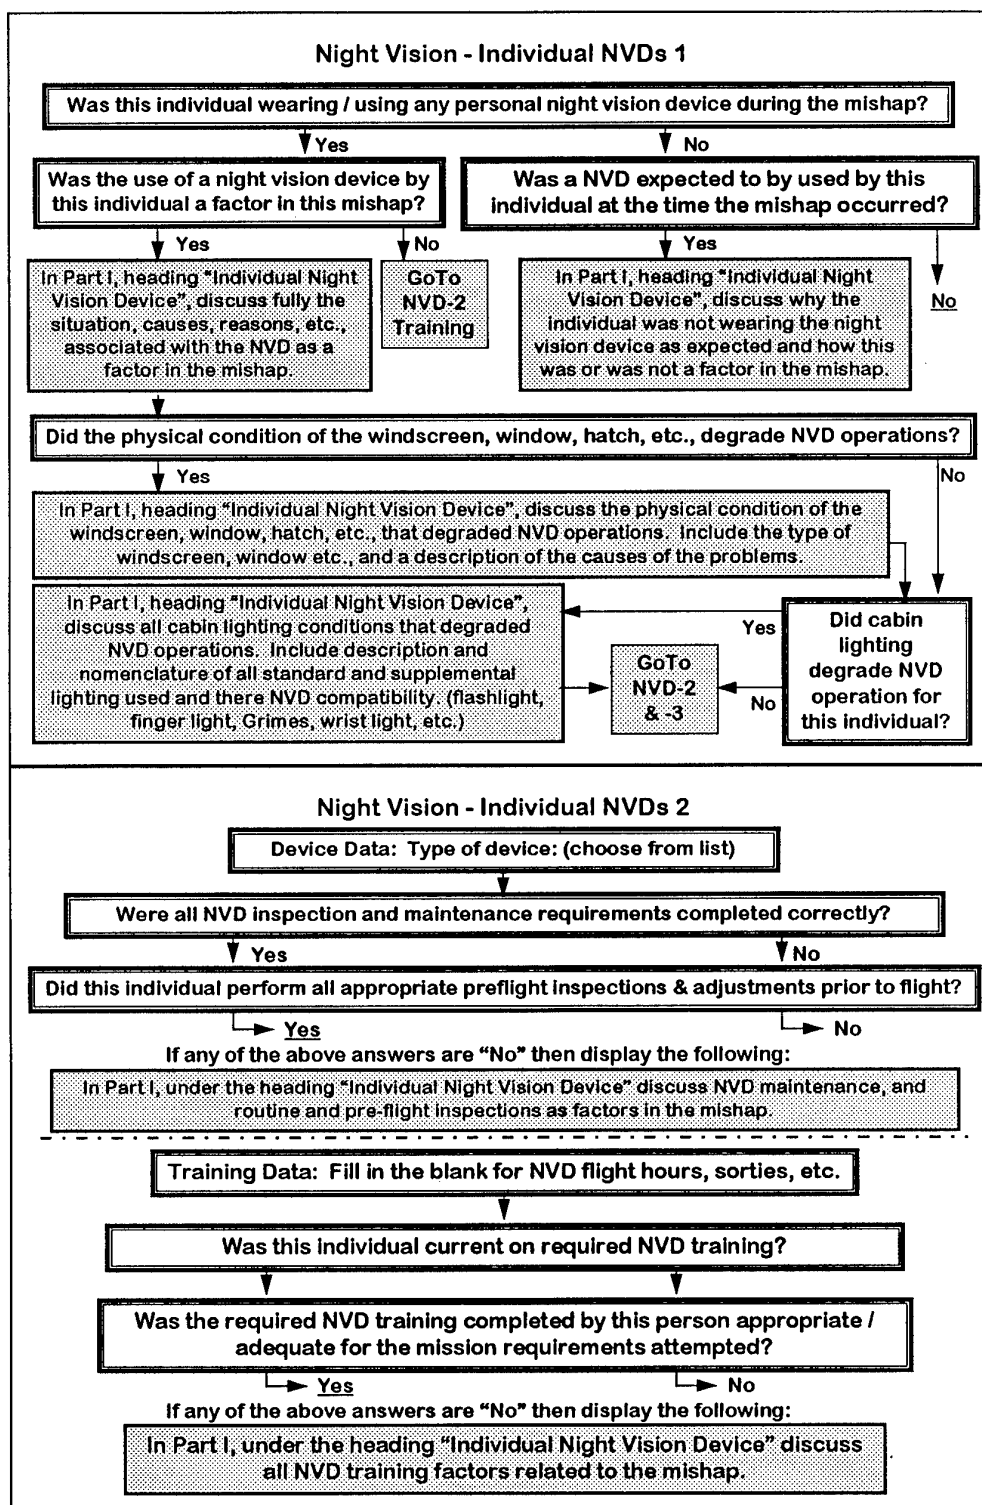 Night Vision - Individual NVDs 1
Was this individual wearing / using any personal night vision device during the mishap?
Yes
No
Was the use of a night vision device by
this individual a factor in this mishap?
Was a NVD expected to by used by this
individual at the time the mishap occurred?
Yes
No
Yes
No
In Part I, heading "Individual Night
Vision Device", discuss fully the
situation, causes, reasons, etc.,
associated with the NVD as a
factor in the mishap.
GoTo
NVD-2
Training
In Part I, heading "Individual Night
Vision Device", discuss why the
individual was not wearing the night
vision device as expected and how this
was or was not a factor in the mishap.
Did the physical condition of the windscreen, window, hatch, etc., degrade NVD operations?
Yes
No
In Part I, heading "Individual Night Vision Device", discuss the physical condition of the
windscreen, window, hatch, etc., that degraded NVD operations. Include the type of
windscreen, window etc., and a description of the causes of the problems.
In Part I, heading "Individual Night Vision Device",
discuss all cabin lighting conditions that degraded
NVD operations. Include description and
nomenclature of all standard and supplemental
lighting used and there NVD compatibility. (flashlight,
finger light, Grimes, wrist light, etc.)
Yes
GoTo
NVD-2
& -3
No
Did cabin
lighting
degrade NVD
operation for
this individual?
Night Vision - Individual NVDs 2
Device Data: Type of device: (choose from list)
Were all NVD inspection and maintenance requirements completed correctly?
Yes
No
Did this individual perform all appropriate preflight inspections & adjustments prior to flight?
Yes
No
If any of the above answers are "No" then display the following:
In Part I, under the heading "Individual Night Vision Device" discuss NVD maintenance, and
routine and pre-flight inspections as factors in the mishap.
Training Data: Fill in the blank for NVD flight hours, sorties, etc.
Was this individual current on required NVD training?
Was the required NVD training completed by this person appropriate /
adequate for the mission requirements attempted?
Yes
No
If any of the above answers are "No" then display the following:
In Part I, under the heading "Individual Night Vision Device" discuss
all NVD training factors related to the mishap.